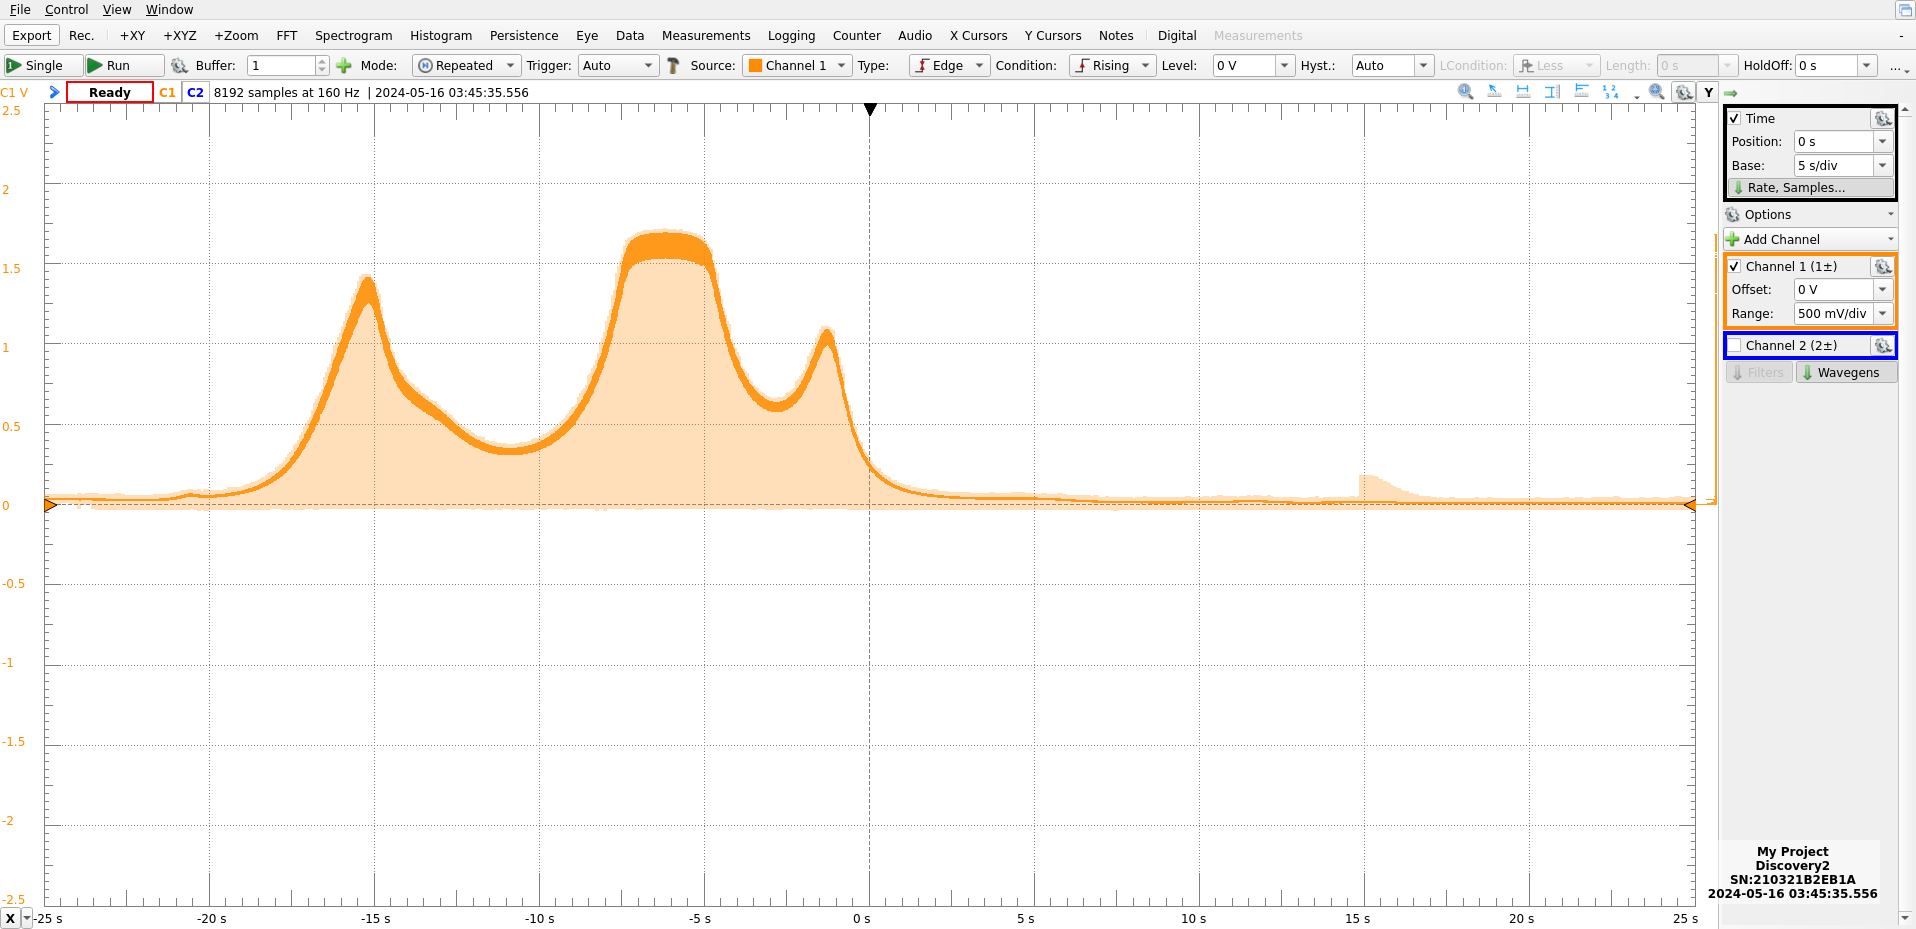 File Control View Window
Export Rec. +XY +XYZ +Zoom FFT Spectrogram Histogram Persistence Eye Data Measurements Logging Counter Audio X Cursors Y Cursors Notes Digital Measurements -
Single Run Buffer: 1 Mode: Repeated Trigger: Auto Source: Channel 1 Type: Edge Condition: Rising Level: 0 V Hyst.: Auto LCondition: Less Length: 0 s HoldOff: 0 s ...
C1 V Ready C1 C2 8192 samples at 160 Hz | 2024-05-16 03:45:35.556 Y
2.5
2
1.5
1
0.5
0
-0.5
-1
-1.5
-2
-2.5
X -25 s -20 s -15 s -10 s -5 s 0 s 5 s 10 s 15 s 20 s 25 s
Time
Position: 0 s
Base: 5 s/div
Rate, Samples...
Options
Add Channel
Channel 1 (1±)
Offset: 0 V
Range: 500 mV/div
Channel 2 (2±)
Filters Wavegens
My Project
Discovery2
SN:210321B2EB1A
2024-05-16 03:45:35.556